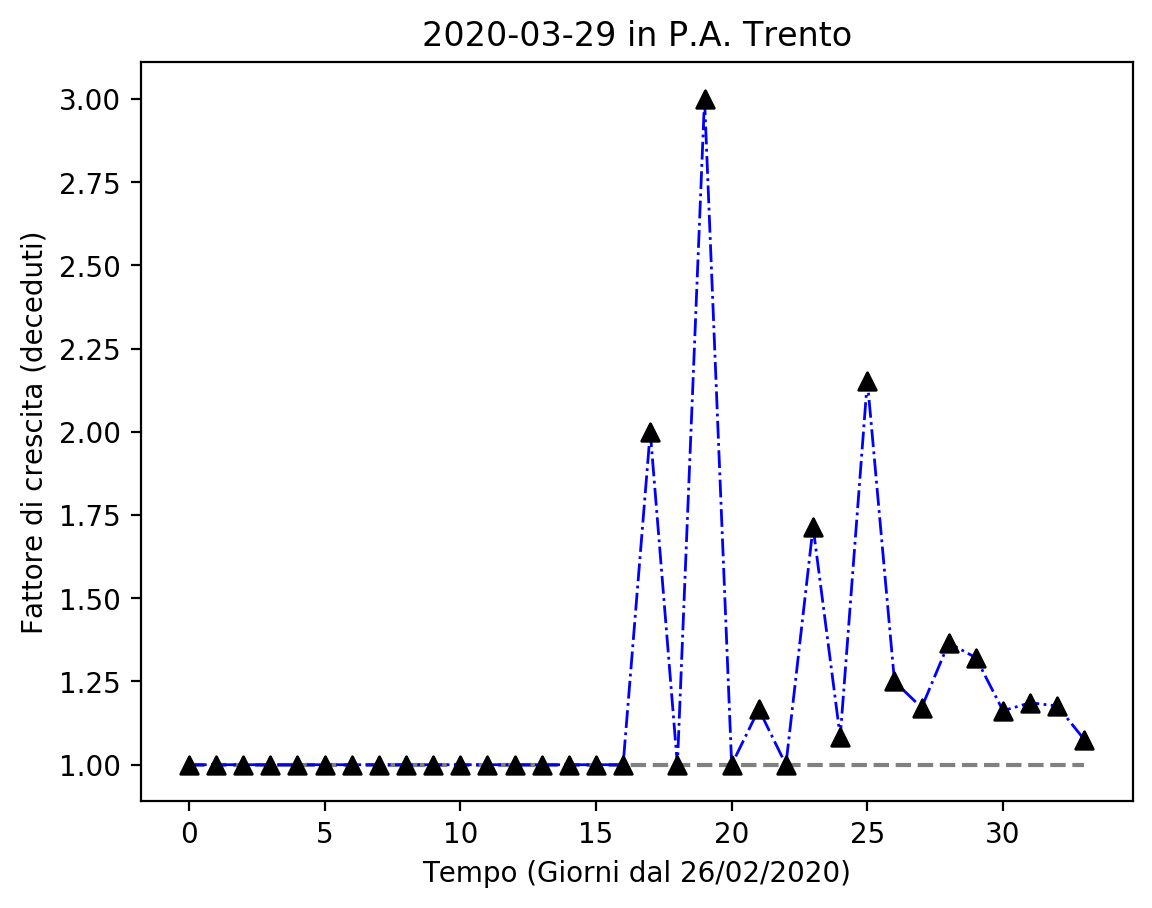 2020-03-29 in P.A. Trento
Fattore di crescita (deceduti)
3.00
2.75
2.50
2.25
2.00
1.75
1.50
1.25
1.00
0 5 10 15 20 25 30
Tempo (Giorni dal 26/02/2020)